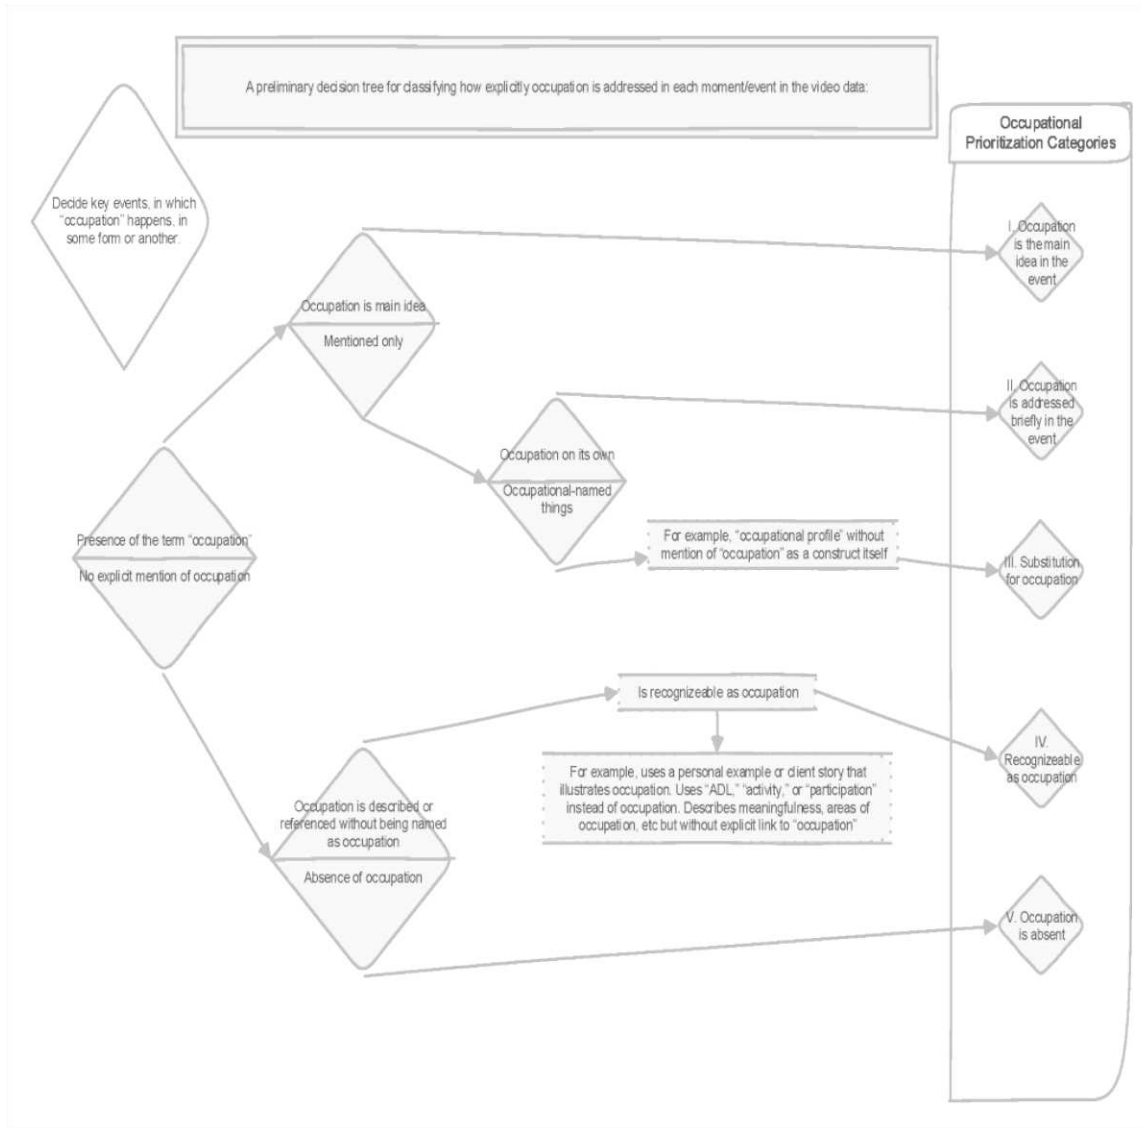 A preliminary decision tree for classifying how explicitly occupation is addressed in each moment/event in the video data:
Occupational
Prioritization Categories
Decide key events, in which
“occupation” happens, in
some form or another.
I. Occupation
is the main
idea in the
event
Occupation is main idea
Mentioned only
II. Occupation
is addressed
briefly in the
event
Occupation on its own
Occupational-named
things
Presence of the term “occupation”
No explicit mention of occupation
For example, “occupational profile” without
mention of “occupation” as a construct itself
III. Substitution
for occupation
Is recognizeable as occupation
IV.
Recognizeable
as occupation
For example, uses a personal example or client story that
illustrates occupation. Uses “ADL,” “activity,” or “participation”
instead of occupation. Describes meaningfulness, areas of
occupation, etc but without explicit link to “occupation”
Occupation is described or
referenced without being named
as occupation
Absence of occupation
V. Occupation
is absent